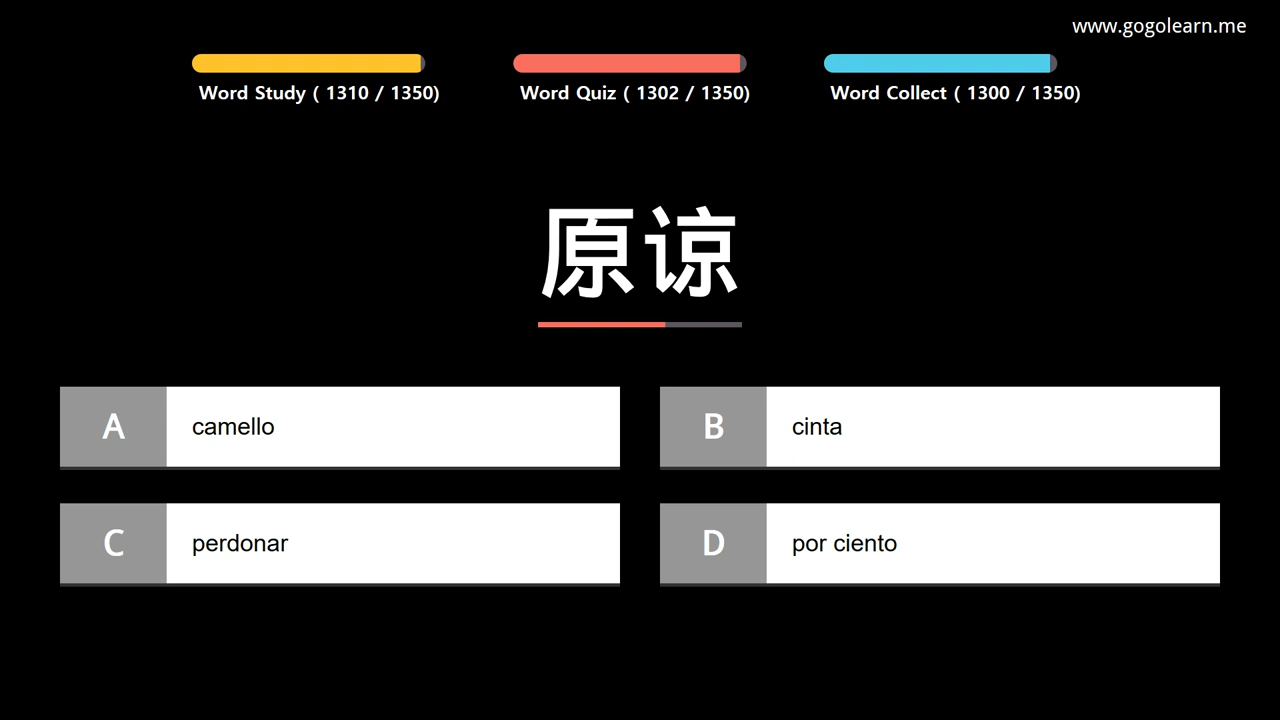 www.gogolearn.me
Word Study ( 1310 / 1350)
Word Quiz ( 1302 / 1350)
Word Collect ( 1300 / 1350)
原谅
A camello
B cinta
C perdonar
D por ciento